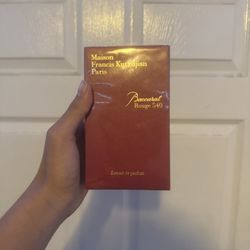 Maison
Francis Kurkdjian
Paris
Baccarat
Rouge 540
Extrait de parfum